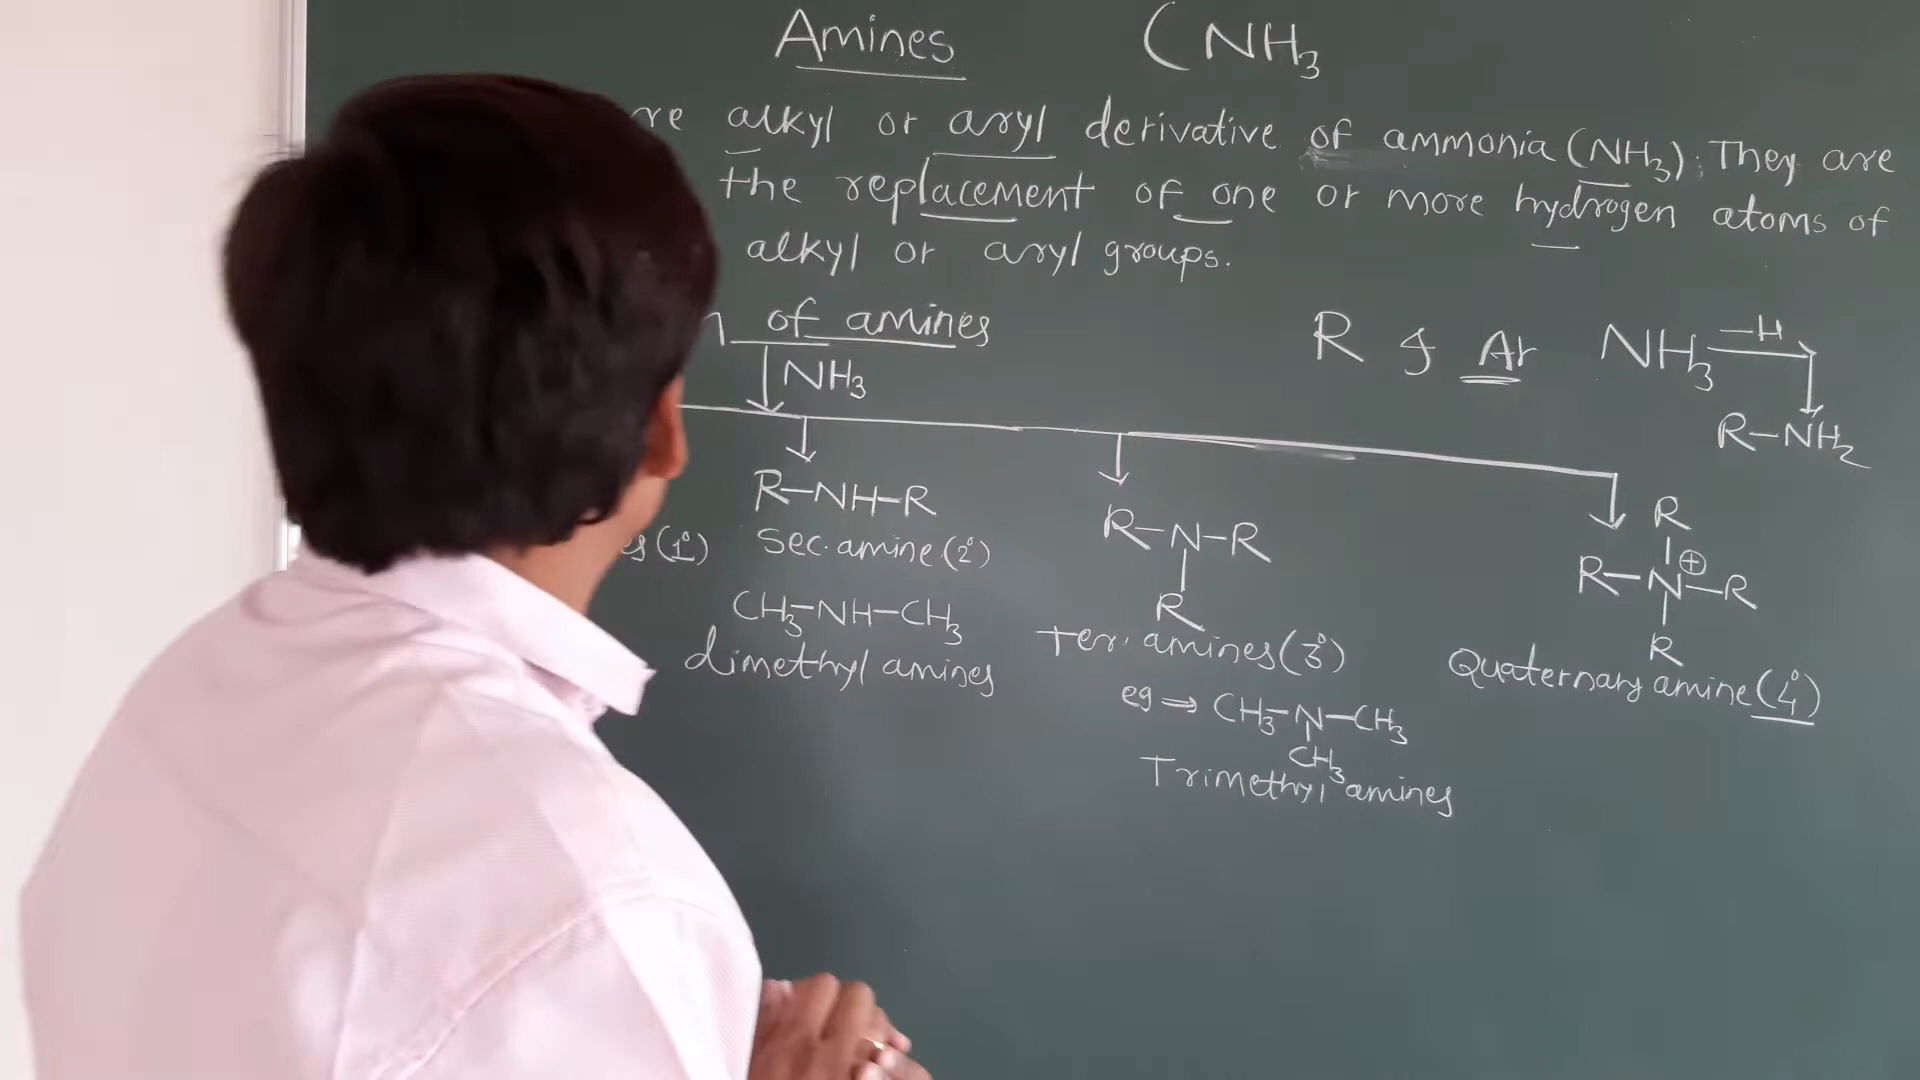 Amines (NH3
alkyl or aryl derivative of ammonia (NH3); They are
the replacement of one or more hydrogen atoms of
alkyl or aryl groups.
of amines
NH3
R & Ar NH3 -H
R-NH2
R-NH-R
(1°) Sec. amine (2°)
CH3-NH-CH3
dimethyl amines
R-N-R
R
Ter. amines (3°)
eg ⇒ CH3-N-CH3
CH3
Trimethyl amines
R
R-N⊕-R
R
Quaternary amine (4°)